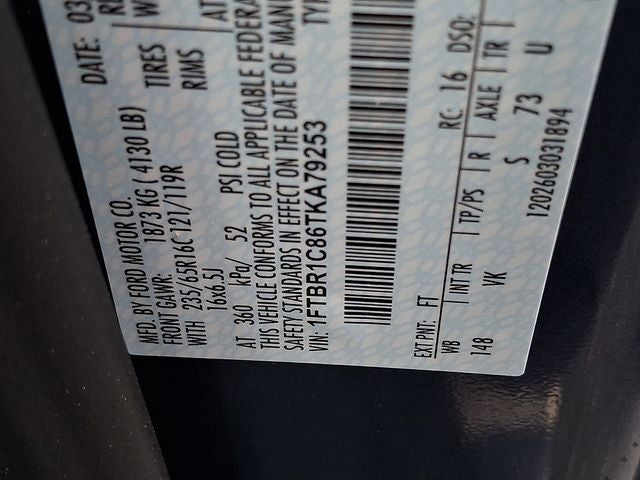 MFD. BY FORD MOTOR CO.
DATE: 03
FRONT GAWR: 1873 KG ( 4130 LB)
WITH 235/65R16C 121/119R TIRES
16x6.5J RIMS
AT 360 kPa/ 52 PSI COLD AT
THIS VEHICLE CONFORMS TO ALL APPLICABLE FEDERA
SAFETY STANDARDS IN EFFECT ON THE DATE OF MANU
VIN: 1FTBR1C86TKA79253 TYP
EXT PNT: FT RC: 16 DSO:
WB INT TR TP/PS R AXLE TR
148 VK S 73 U
1202603031894